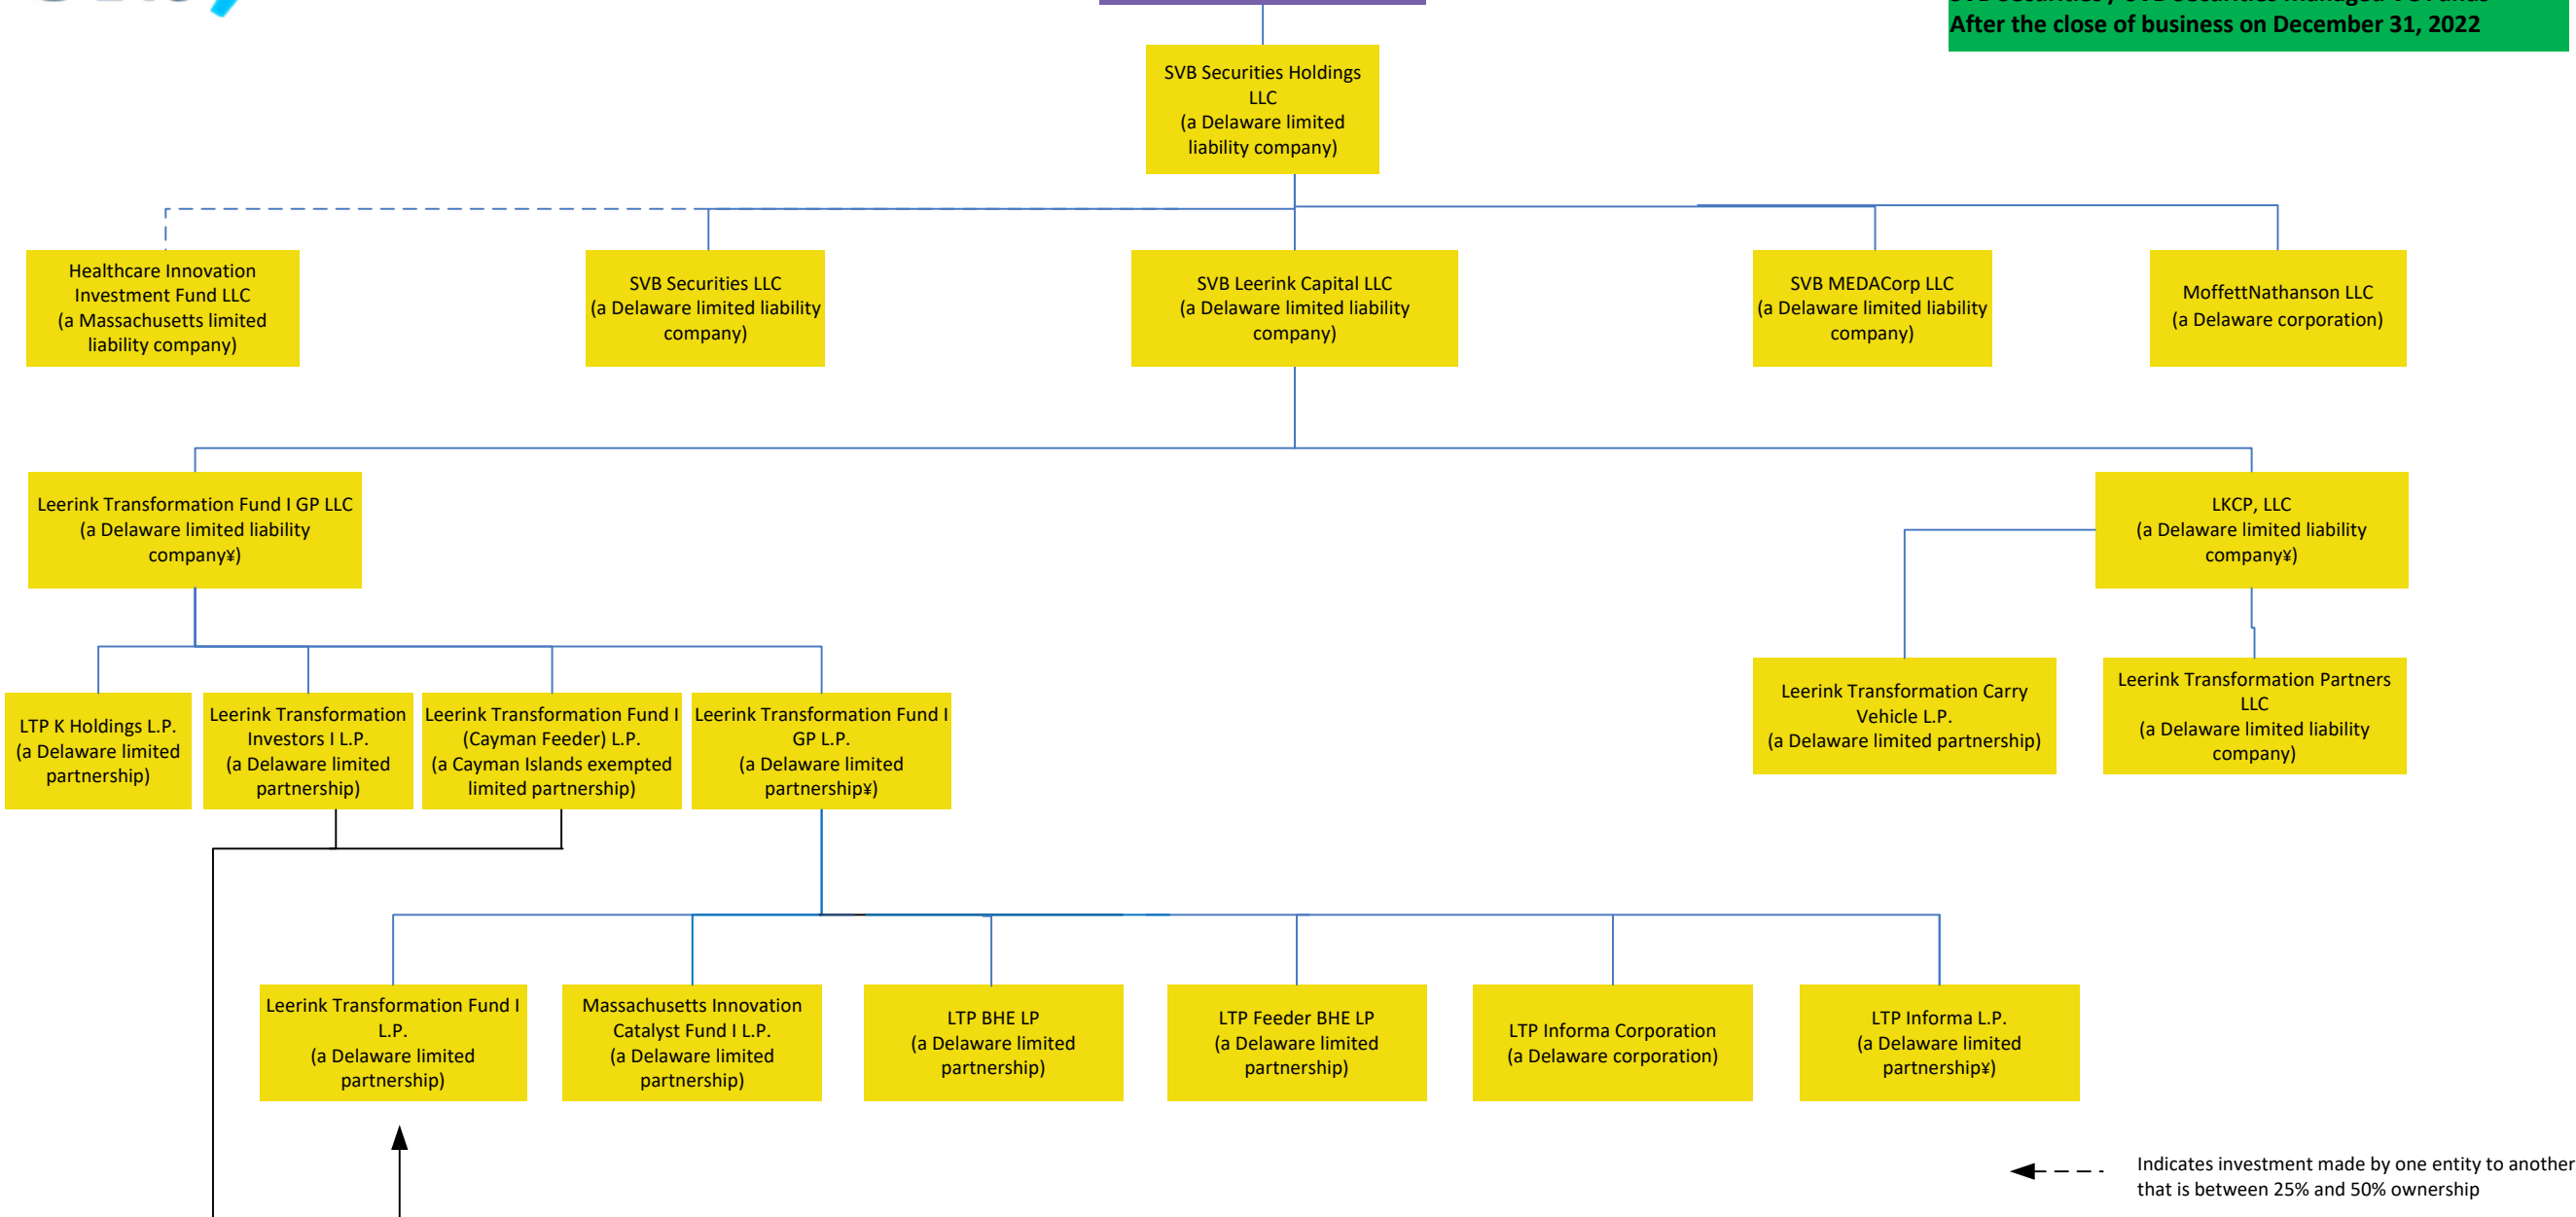 After the close of business on December 31, 2022
SVB Securities Holdings
LLC
(a Delaware limited
liability company)
Healthcare Innovation
Investment Fund LLC
(a Massachusetts limited
liability company)
SVB Securities LLC
(a Delaware limited liability
company)
SVB Leerink Capital LLC
(a Delaware limited liability
company)
SVB MEDACorp LLC
(a Delaware limited liability
company)
MoffettNathanson LLC
(a Delaware corporation)
Leerink Transformation Fund I GP LLC
(a Delaware limited liability
company¥)
LKCP, LLC
(a Delaware limited liability
company¥)
LTP K Holdings L.P.
(a Delaware limited
partnership)
Leerink Transformation
Investors I L.P.
(a Delaware limited
partnership)
Leerink Transformation Fund I
(Cayman Feeder) L.P.
(a Cayman Islands exempted
limited partnership)
Leerink Transformation Fund I
GP L.P.
(a Delaware limited
partnership¥)
Leerink Transformation Carry
Vehicle L.P.
(a Delaware limited partnership)
Leerink Transformation Partners
LLC
(a Delaware limited liability
company)
Leerink Transformation Fund I
L.P.
(a Delaware limited
partnership)
Massachusetts Innovation
Catalyst Fund I L.P.
(a Delaware limited
partnership)
LTP BHE LP
(a Delaware limited
partnership)
LTP Feeder BHE LP
(a Delaware limited
partnership)
LTP Informa Corporation
(a Delaware corporation)
LTP Informa L.P.
(a Delaware limited
partnership¥)
Indicates investment made by one entity to another
that is between 25% and 50% ownership